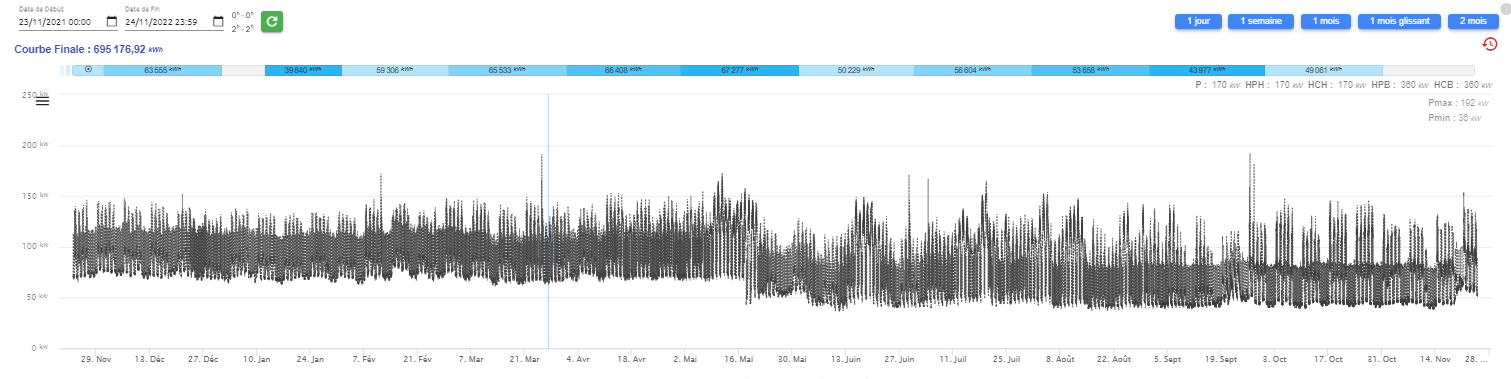 Date de Début Date de Fin
23/11/2021 00:00 24/11/2022 23:59 0h - 0h
2h - 2h
1 jour 1 semaine 1 mois 1 mois glissant 2 mois
Courbe Finale : 695 176,92 kWh
63 555 kWh 39 840 kWh 59 306 kWh 65 533 kWh 66 408 kWh 67 277 kWh 50 229 kWh 56 604 kWh 53 658 kWh 43 977 kWh 49 061 kWh
P : 170 kW HPH : 170 kW HCH : 170 kW HPB : 360 kW HCB : 360 kW
Pmax : 192 kW
Pmin : 36 kW
250 kW
200 kW
150 kW
100 kW
50 kW
0 kW
29. Nov 13. Déc 27. Déc 10. Jan 24. Jan 7. Fév 21. Fév 7. Mar 21. Mar 4. Avr 18. Avr 2. Mai 16. Mai 30. Mai 13. Juin 27. Juin 11. Juil 25. Juil 8. Août 22. Août 5. Sept 19. Sept 3. Oct 17. Oct 31. Oct 14. Nov 28. ...